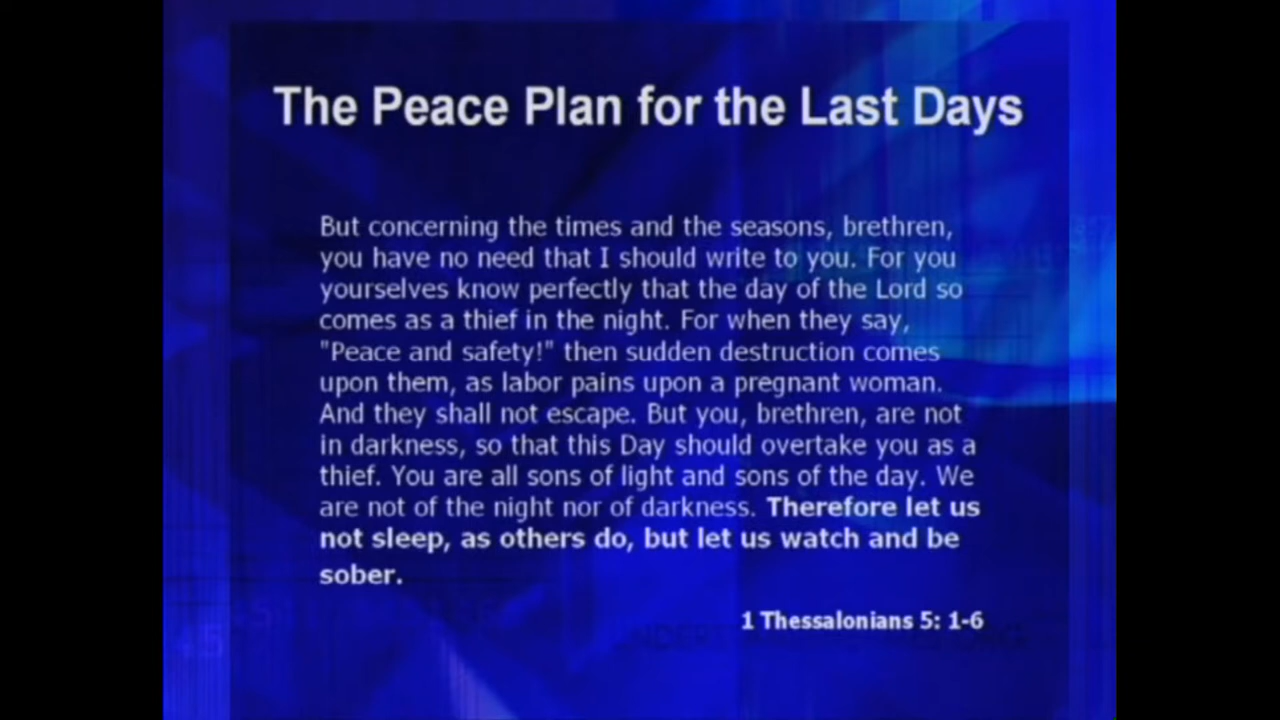 The Peace Plan for the Last Days
But concerning the times and the seasons, brethren,
you have no need that I should write to you. For you
yourselves know perfectly that the day of the Lord so
comes as a thief in the night. For when they say,
"Peace and safety!" then sudden destruction comes
upon them, as labor pains upon a pregnant woman.
And they shall not escape. But you, brethren, are not
in darkness, so that this Day should overtake you as a
thief. You are all sons of light and sons of the day. We
are not of the night nor of darkness. Therefore let us
not sleep, as others do, but let us watch and be
sober.
1 Thessalonians 5: 1-6